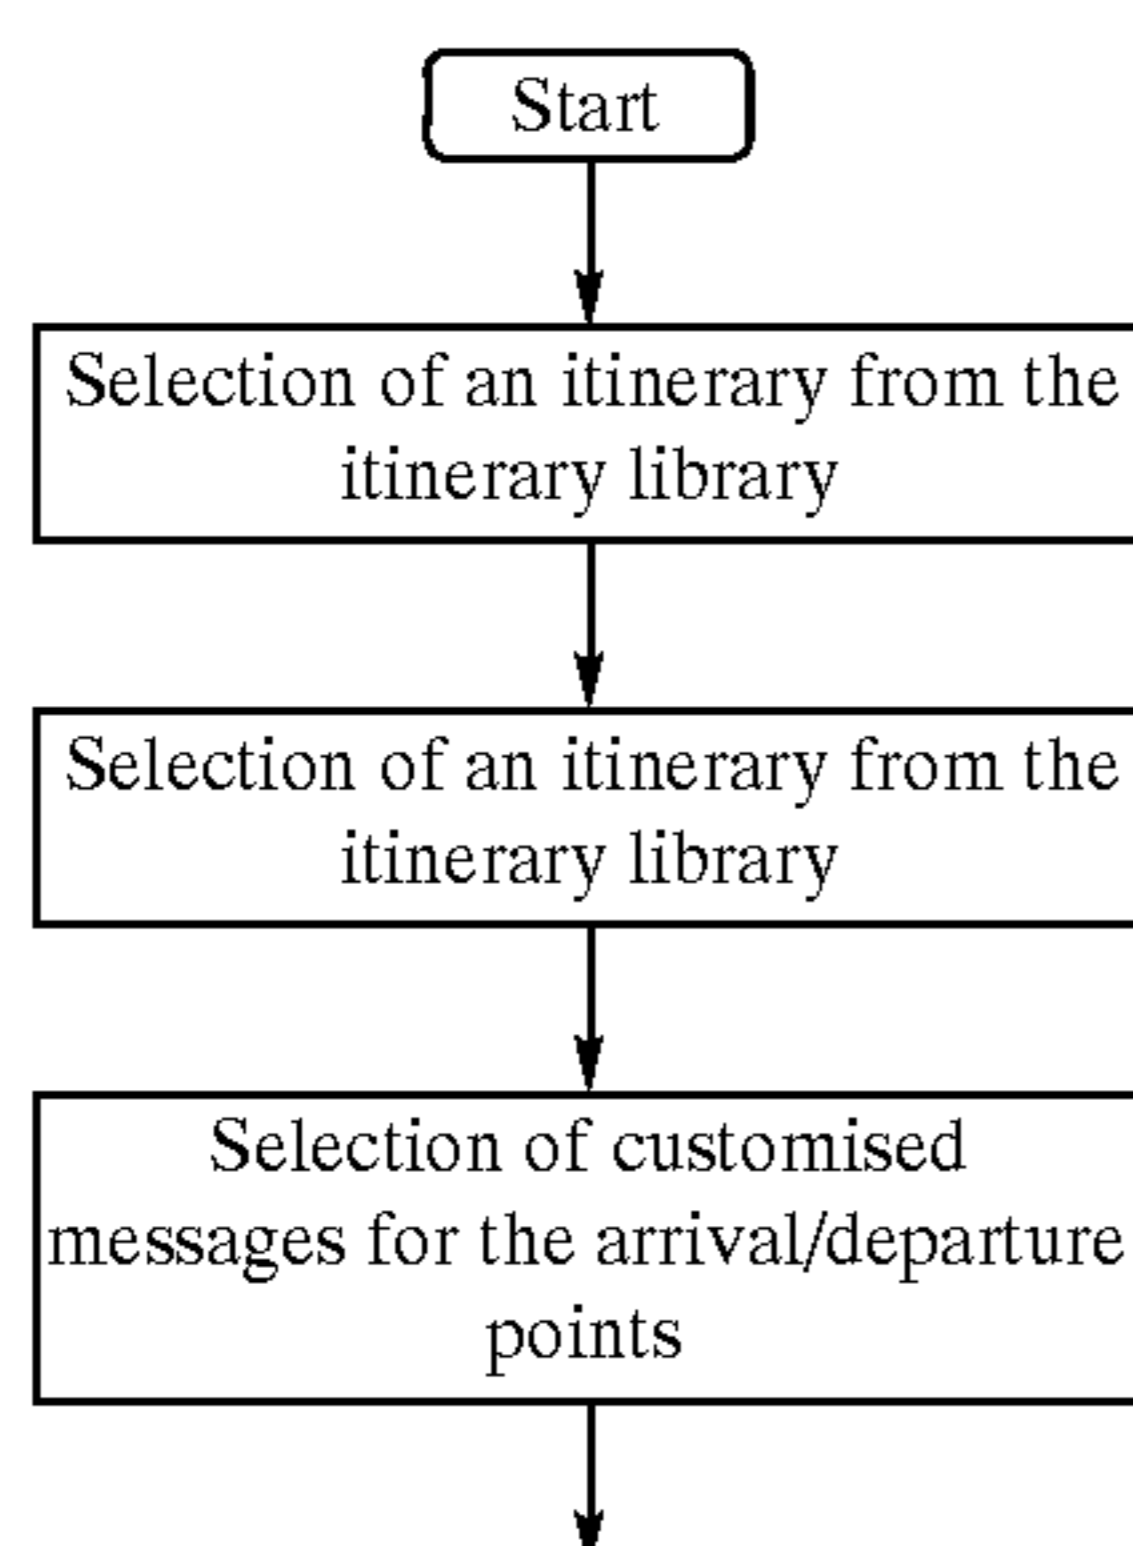 Start
Selection of an itinerary from the
itinerary library
Selection of an itinerary from the
itinerary library
Selection of customised
messages for the arrival/departure
points